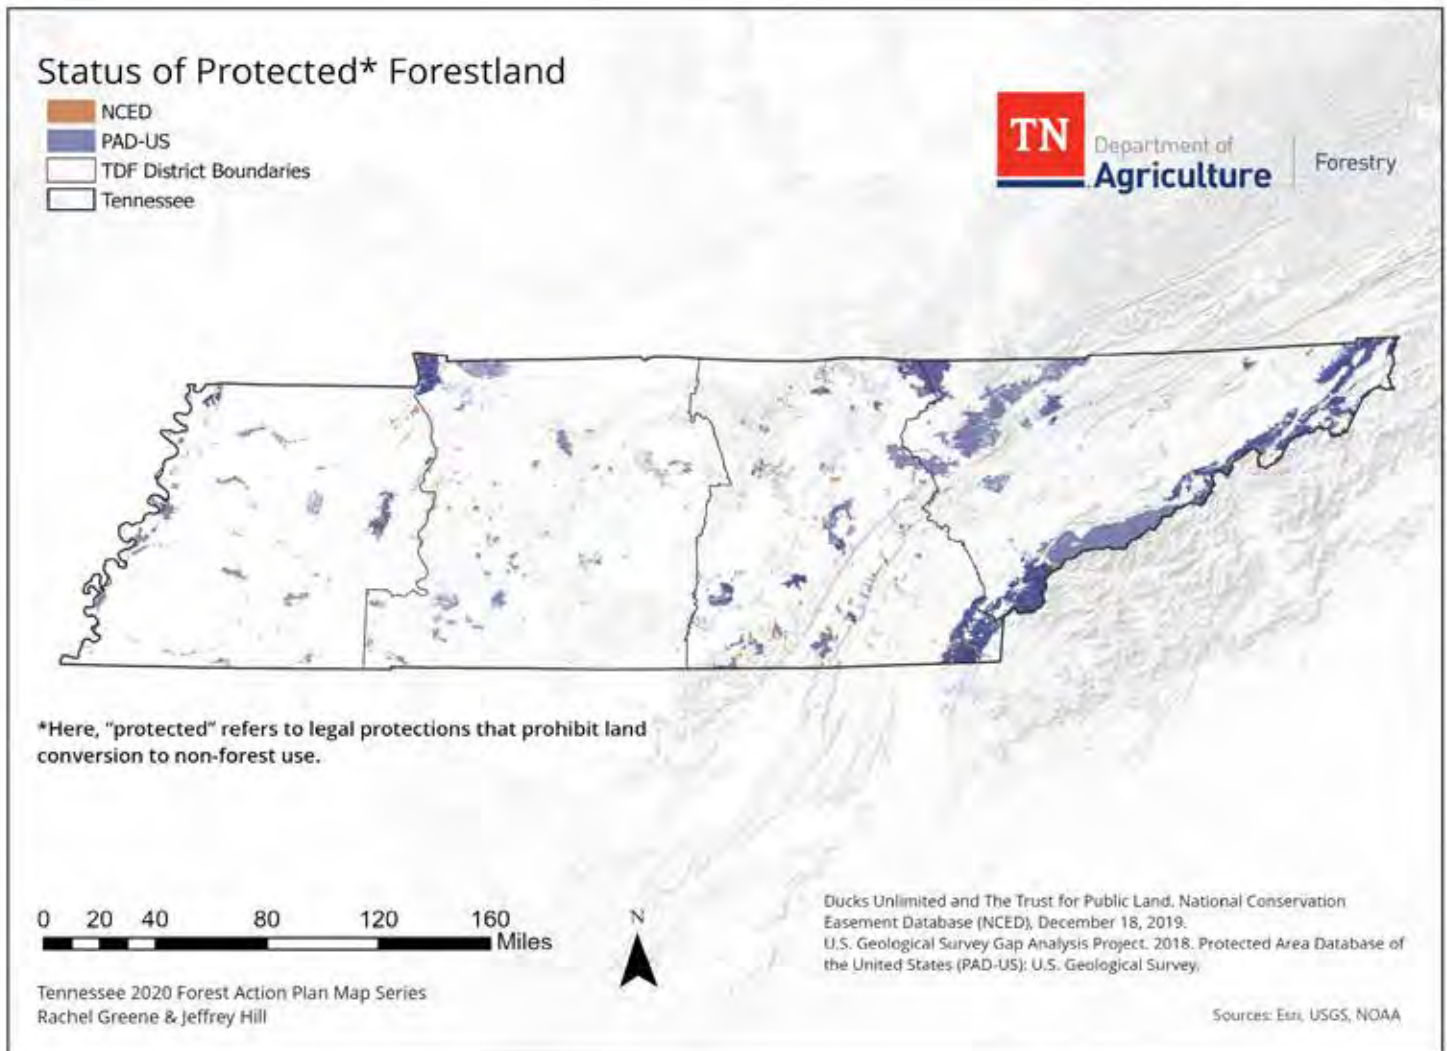 Status of Protected* Forestland
NCED
PAD-US
TDF District Boundaries
Tennessee
TN
Department of
Agriculture
Forestry
*Here, "protected" refers to legal protections that prohibit land
conversion to non-forest use.
0 20 40 80 120 160
Miles
N
Ducks Unlimited and The Trust for Public Land. National Conservation
Easement Database (NCED), December 18, 2019.
U.S. Geological Survey Gap Analysis Project. 2018. Protected Area Database of
the United States (PAD-US): U.S. Geological Survey.
Tennessee 2020 Forest Action Plan Map Series
Rachel Greene & Jeffrey Hill
Sources: Esri, USGS, NOAA